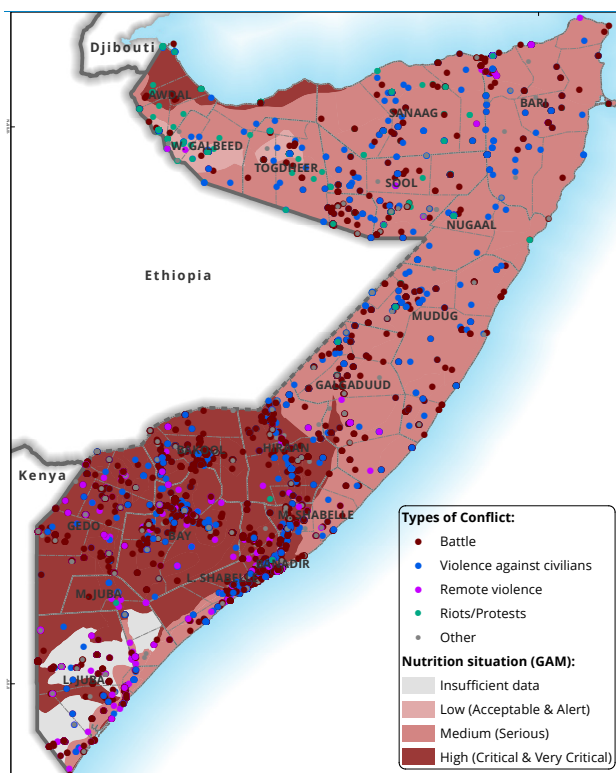 Djibouti
AWDAL
W. GALBEED
TOGDHEER
SANAAG
BARI
SOOL
NUGAAL
Ethiopia
MUDUG
GALGADUUD
HIRAAN
Kenya
GEDO
BAY
M. SHABELLE
L. SHABELLE
M. JUBA
L. JUBA
Types of Conflict:
Battle
Violence against civilians
Remote violence
Riots/Protests
Other
Nutrition situation (GAM):
Insufficient data
Low (Acceptable & Alert)
Medium (Serious)
High (Critical & Very Critical)